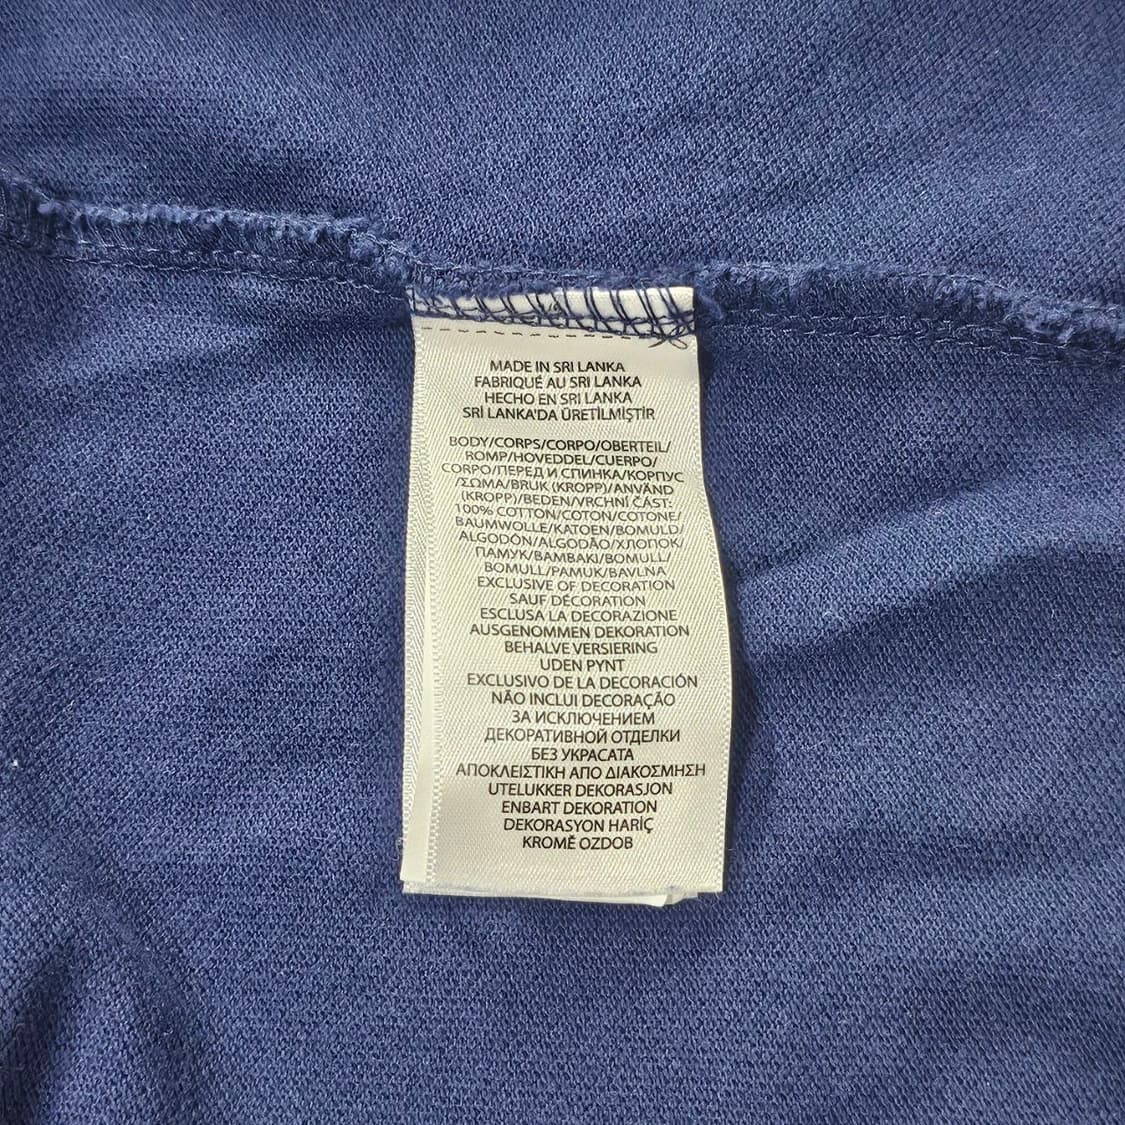 MADE IN SRI LANKA
FABRIQUÉ AU SRI LANKA
HECHO EN SRI LANKA
SRİ LANKA'DA ÜRETİLMİŞTİR
BODY/CORPS/CORPO/OBERTEIL/
ROMP/HOVEDDEL/CUERPO/
CORPO/ПЕРЕД И СПИНКА/КОРПУС
/ΣΩΜΑ/BRUK (KROPP)/ANVÄND
(KROPP)/BEDEN/VRCHNÍ ČÁST:
100% COTTON/COTON/COTONE/
BAUMWOLLE/KATOEN/BOMULD/
ALGODÓN/ALGODÃO/ХЛОПОК/
ПАМУК/ΒΑΜΒΑΚΙ/BOMULL/
BOMULL/PAMUK/BAVLNA
EXCLUSIVE OF DECORATION
SAUF DÉCORATION
ESCLUSA LA DECORAZIONE
AUSGENOMMEN DEKORATION
BEHALVE VERSIERING
UDEN PYNT
EXCLUSIVO DE LA DECORACIÓN
NÃO INCLUI DECORAÇÃO
ЗА ИСКЛЮЧЕНИЕМ
ДЕКОРАТИВНОЙ ОТДЕЛКИ
БЕЗ УКРАСАТА
ΑΠΟΚΛΕΙΣΤΙΚΗ ΑΠΟ ΔΙΑΚΟΣΜΗΣΗ
UTELUKKER DEKORASJON
ENBART DEKORATION
DEKORASYON HARİÇ
KROMĚ OZDOB